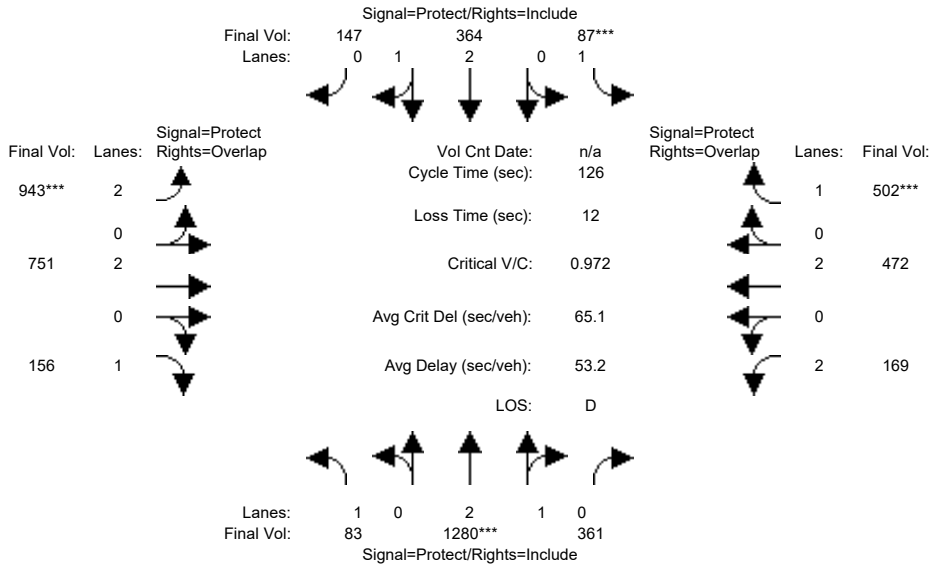 Signal=Protect/Rights=Include
Final Vol: 147 364 87***
Lanes: 0 1 2 0 1
Signal=Protect
Final Vol: Lanes: Rights=Overlap
943*** 2
0
751 2
0
156 1
Vol Cnt Date: n/a
Cycle Time (sec): 126
Loss Time (sec): 12
Critical V/C: 0.972
Avg Crit Del (sec/veh): 65.1
Avg Delay (sec/veh): 53.2
LOS: D
Signal=Protect
Rights=Overlap Lanes: Final Vol:
1 502***
0
2 472
0
2 169
Lanes: 1 0 2 1 0
Final Vol: 83 1280*** 361
Signal=Protect/Rights=Include